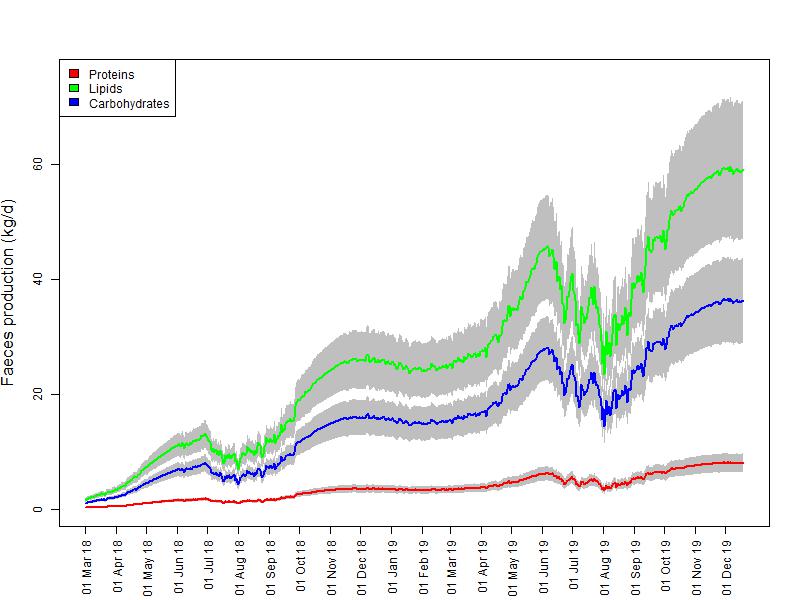 Proteins
Lipids
Carbohydrates
Faeces production (kg/d)
60
40
20
0
01 Mar 18
01 Apr 18
01 May 18
01 Jun 18
01 Jul 18
01 Aug 18
01 Sep 18
01 Oct 18
01 Nov 18
01 Dec 18
01 Jan 19
01 Feb 19
01 Mar 19
01 Apr 19
01 May 19
01 Jun 19
01 Jul 19
01 Aug 19
01 Sep 19
01 Oct 19
01 Nov 19
01 Dec 19